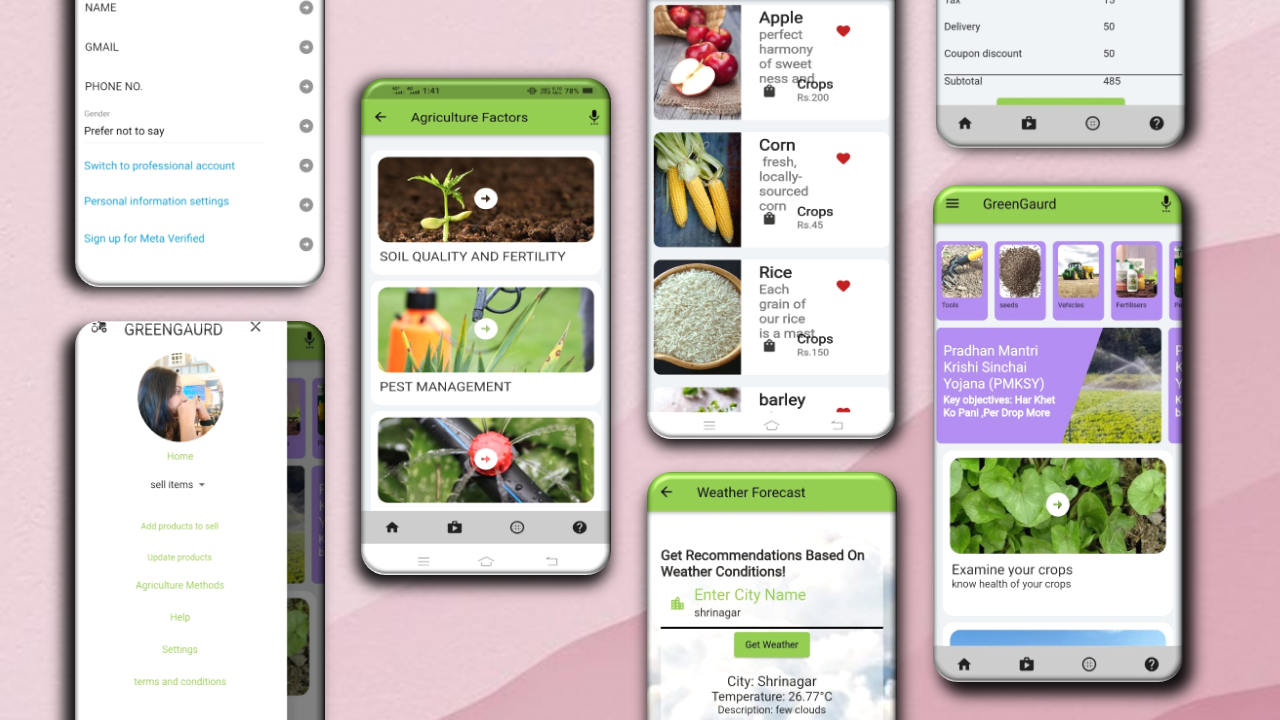 NAME
GMAIL
PHONE NO.
Gender
Prefer not to say
Switch to professional account
Personal information settings
Sign up for Meta Verified
GREENGAURD
Home
sell items
Add products to sell
Update products
Agriculture Methods
Help
Settings
terms and conditions
1:41
78%
Agriculture Factors
SOIL QUALITY AND FERTILITY
PEST MANAGEMENT
Apple
perfect
harmony
of sweet
ness and
Crops
Rs.200
Corn
fresh,
locally-
sourced
corn
Crops
Rs.45
Rice
Each
grain of
our rice
is a mast
Crops
Rs.150
barley
Weather Forecast
Get Recommendations Based On
Weather Conditions!
Enter City Name
shrinagar
Get Weather
City: Shrinagar
Temperature: 26.77°C
Description: few clouds
Tax 15
Delivery 50
Coupon discount 50
Subtotal 485
GreenGaurd
Tools
seeds
Vehicles
Fertilisers
Pradhan Mantri
Krishi Sinchai
Yojana (PMKSY)
Key objectives: Har Khet
Ko Pani ,Per Drop More
Examine your crops
know health of your crops